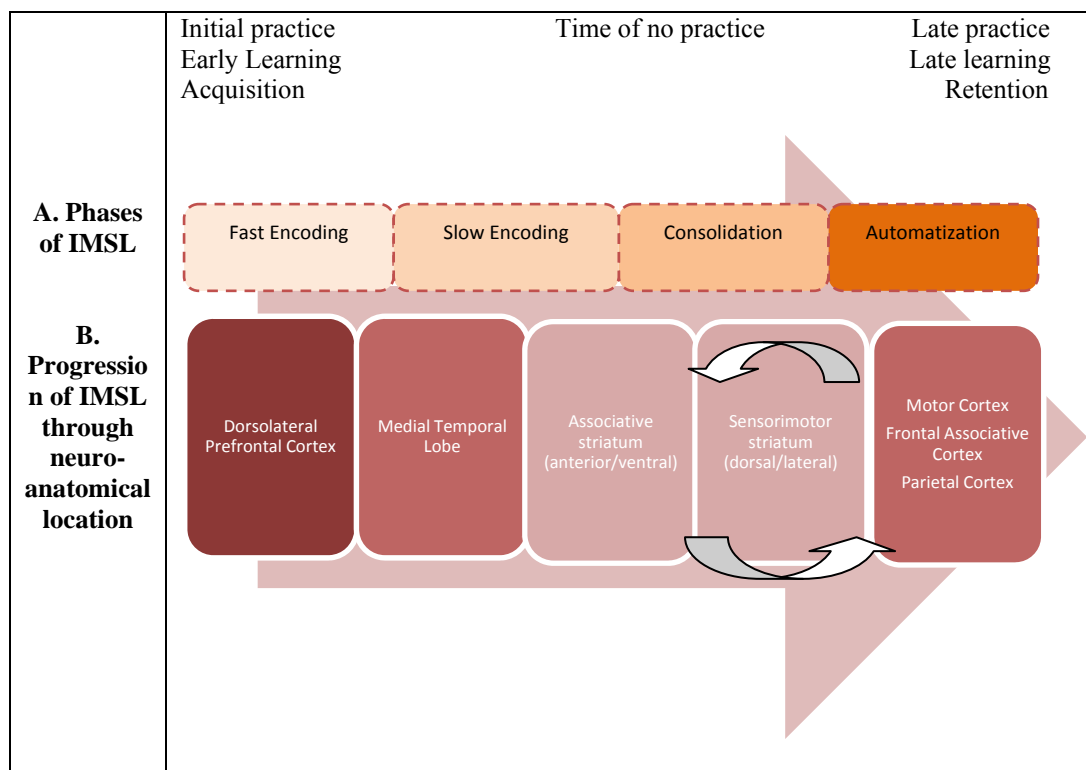 Initial practice
Early Learning
Acquisition
Time of no practice
Late practice
Late learning
Retention
A. Phases
of IMSL
Fast Encoding
Slow Encoding
Consolidation
Automatization
B.
Progressio
n of IMSL
through
neuro-
anatomical
location
Dorsolateral
Prefrontal Cortex
Medial Temporal
Lobe
Associative
striatum
(anterior/ventral)
Sensorimotor
striatum
(dorsal/lateral)
Motor Cortex
Frontal Associative
Cortex
Parietal Cortex